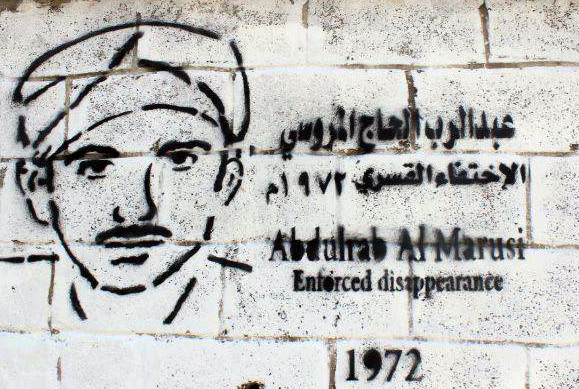 عبدالرب الحاج المروسي
الاختفاء القسري ١٩٧٢م
Abdulrab Al Marusi
Enforced disappearance
1972